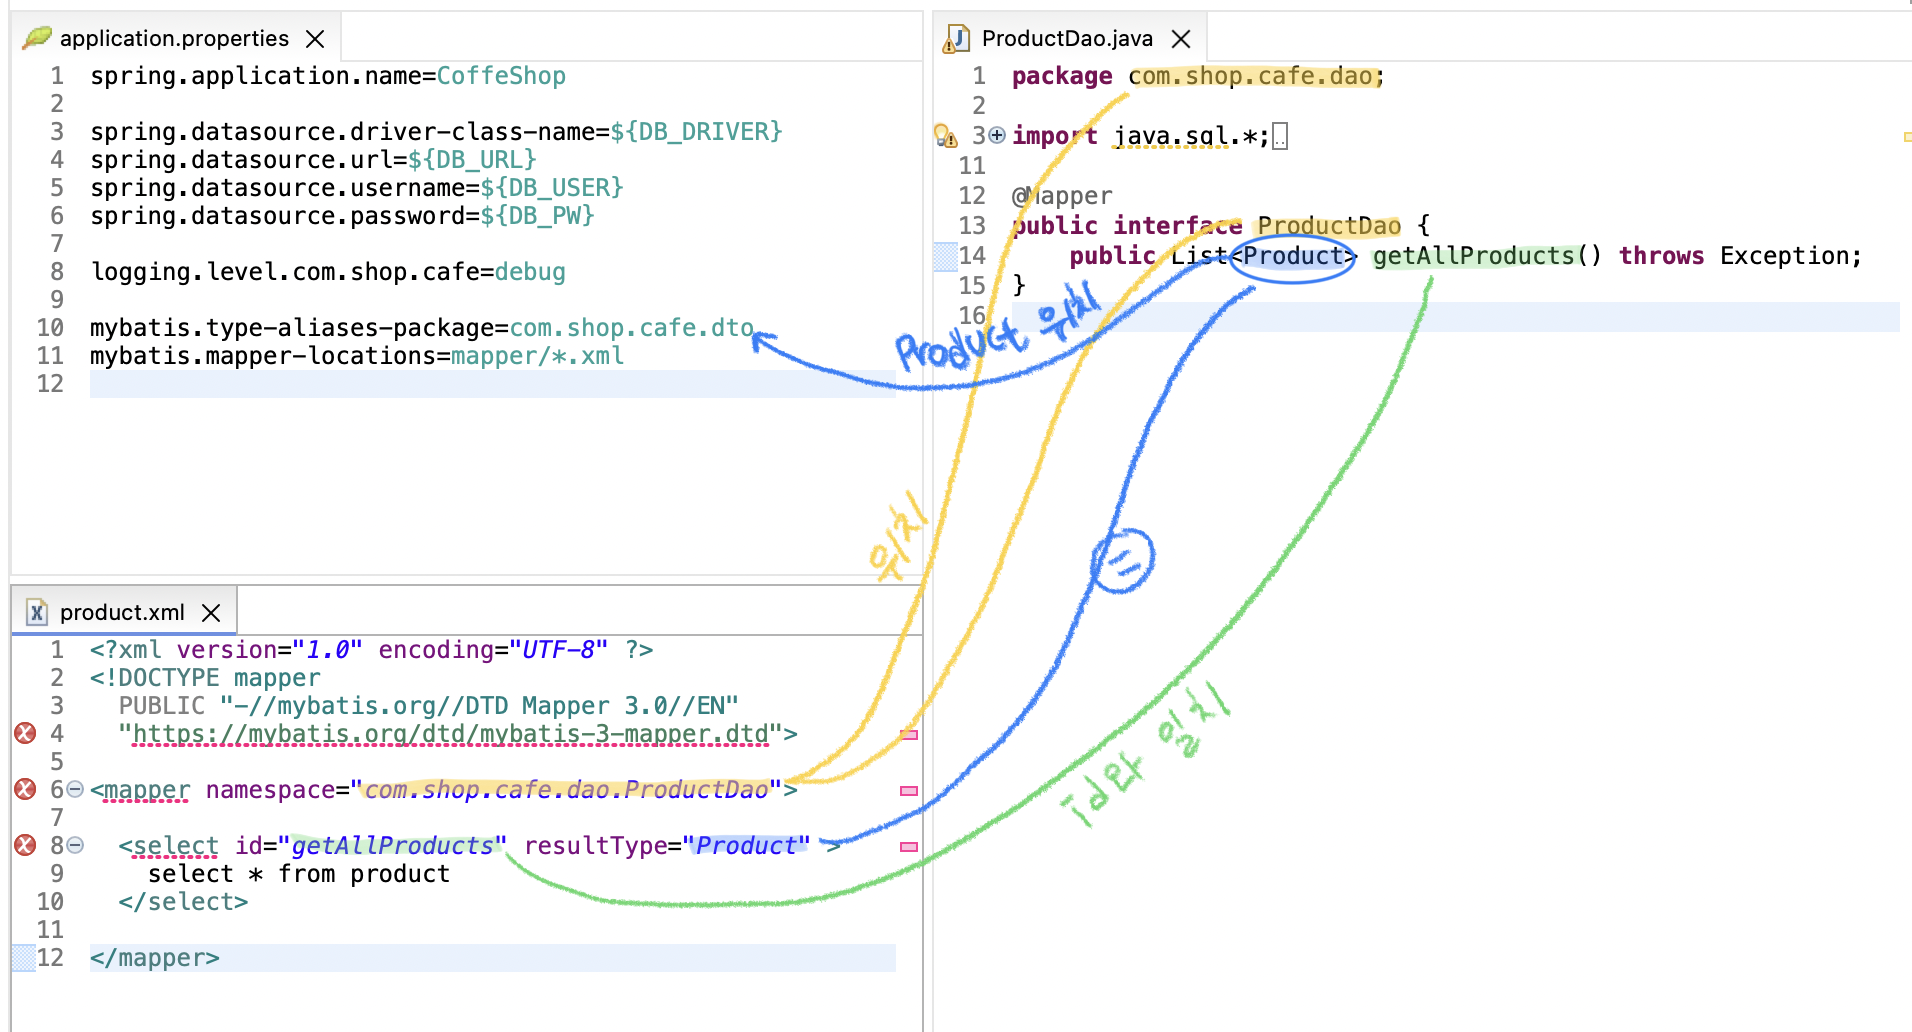 application.properties
1 spring.application.name=CoffeShop
2
3 spring.datasource.driver-class-name=${DB_DRIVER}
4 spring.datasource.url=${DB_URL}
5 spring.datasource.username=${DB_USER}
6 spring.datasource.password=${DB_PW}
7
8 logging.level.com.shop.cafe=debug
9
10 mybatis.type-aliases-package=com.shop.cafe.dto
11 mybatis.mapper-locations=mapper/*.xml
12
ProductDao.java
1 package com.shop.cafe.dao;
2
3 import java.sql.*;
11
12 @Mapper
13 public interface ProductDao {
14 public List<Product> getAllProducts() throws Exception;
15 }
16
Product 위치
위치
=
id와 일치
product.xml
1 <?xml version="1.0" encoding="UTF-8" ?>
2 <!DOCTYPE mapper
3 PUBLIC "-//mybatis.org//DTD Mapper 3.0//EN"
4 "https://mybatis.org/dtd/mybatis-3-mapper.dtd">
5
6 <mapper namespace="com.shop.cafe.dao.ProductDao">
7
8 <select id="getAllProducts" resultType="Product" >
9 select * from product
10 </select>
11
12 </mapper>